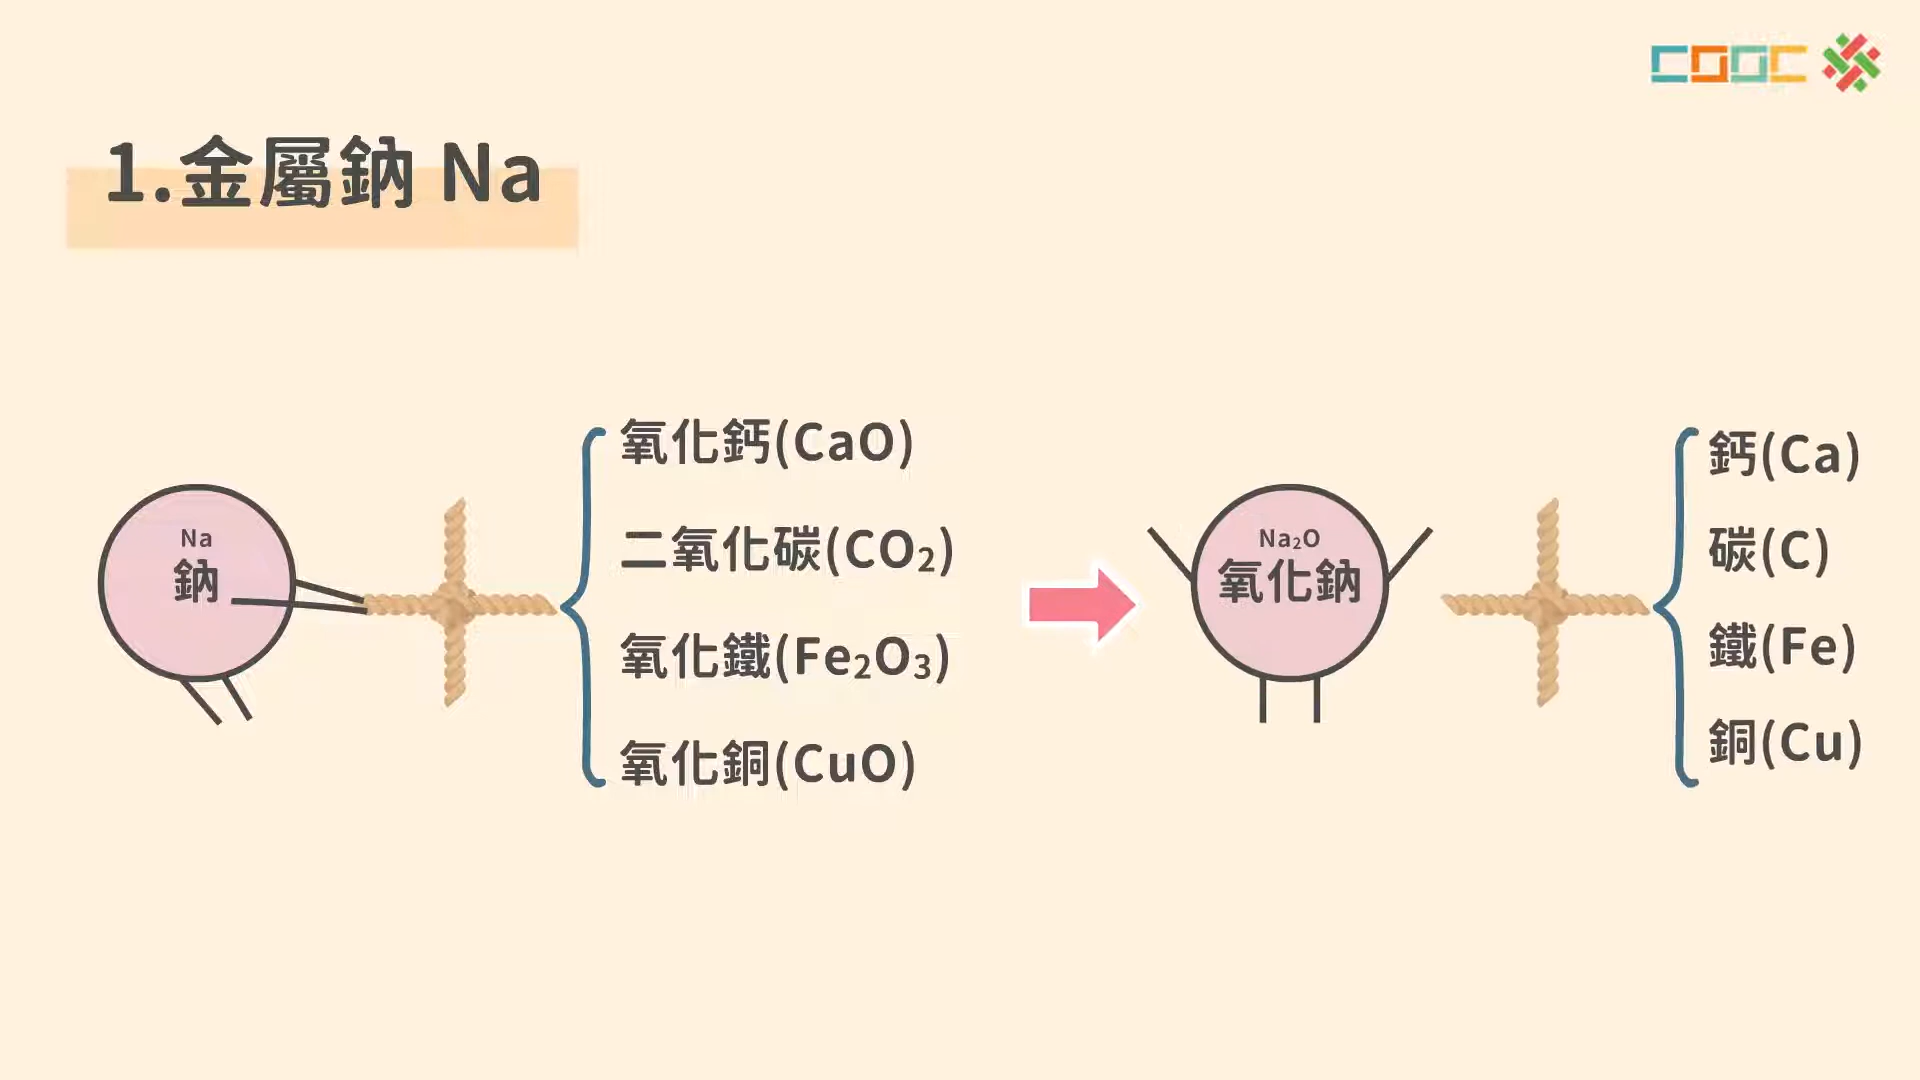 COOC
1.金屬鈉 Na
Na
鈉
氧化鈣(CaO)
二氧化碳(CO₂)
氧化鐵(Fe₂O₃)
氧化銅(CuO)
Na₂O
氧化鈉
鈣(Ca)
碳(C)
鐵(Fe)
銅(Cu)